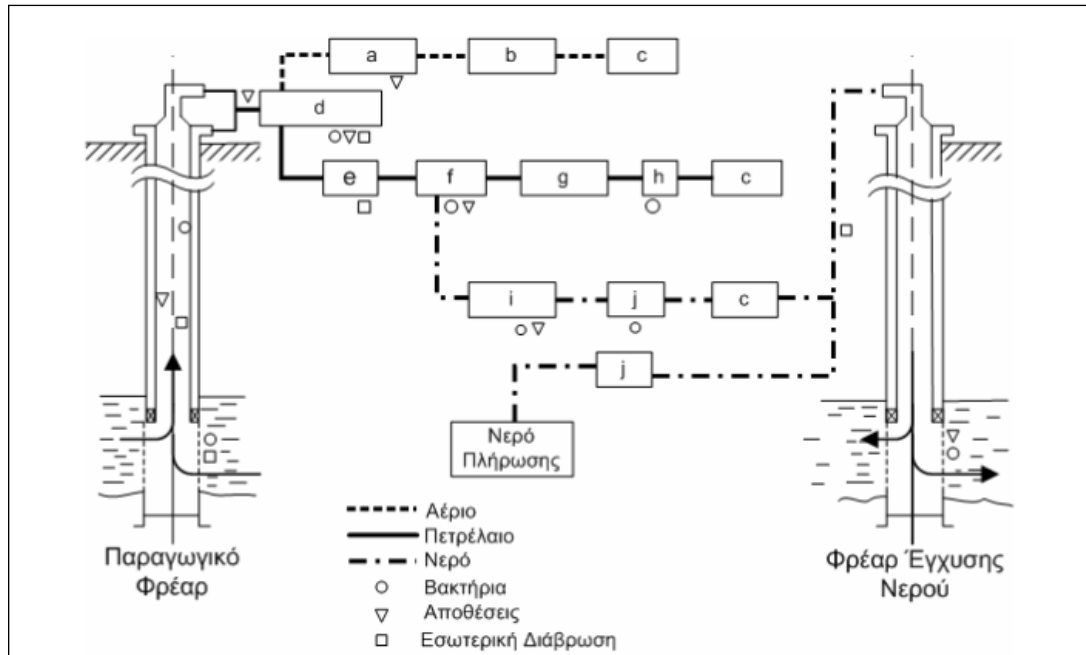 a
b
c
d
e
f
g
h
c
i
j
c
j
Νερό
Πλήρωσης
Αέριο
Πετρέλαιο
Νερό
Βακτήρια
Αποθέσεις
Εσωτερική Διάβρωση
Παραγωγικό
Φρέαρ
Φρέαρ Έγχυσης
Νερού